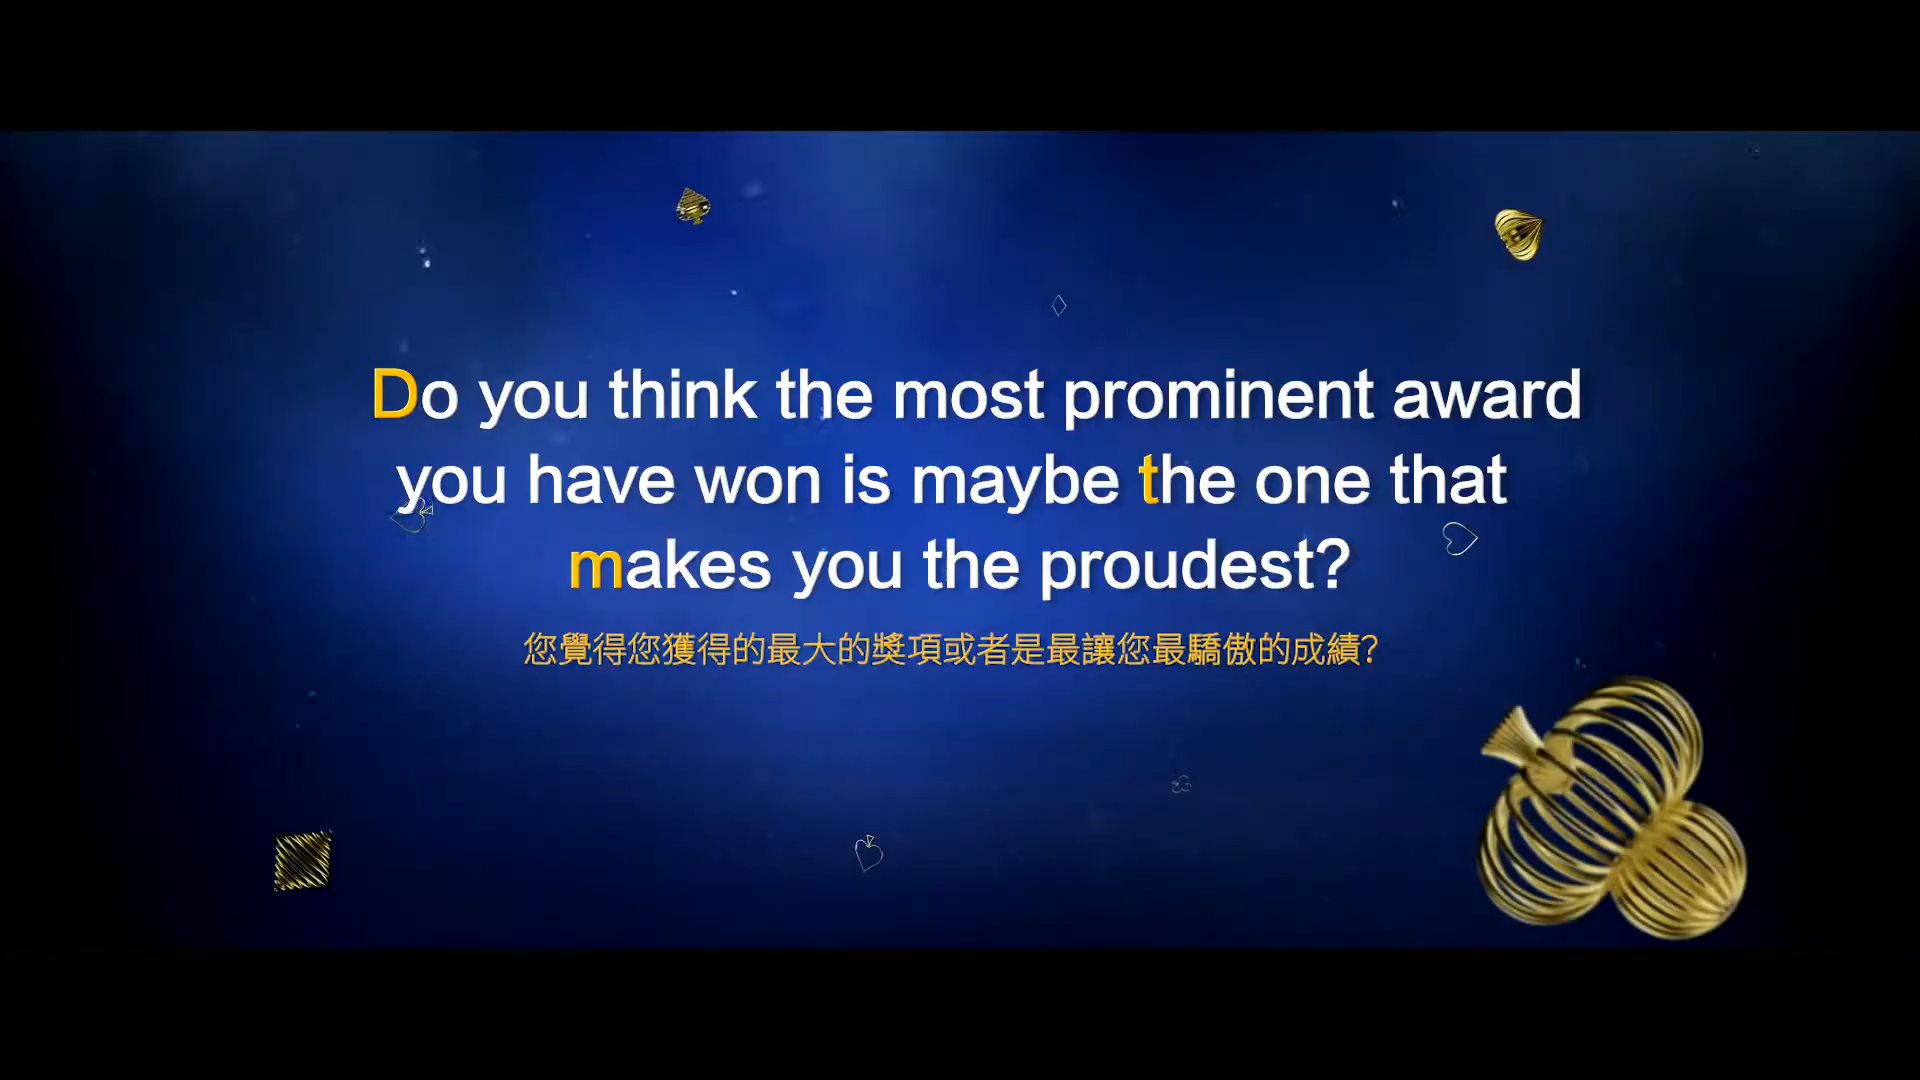 Do you think the most prominent award
you have won is maybe the one that
makes you the proudest?
您覺得您獲得的最大的獎項或者是最讓您最驕傲的成績?